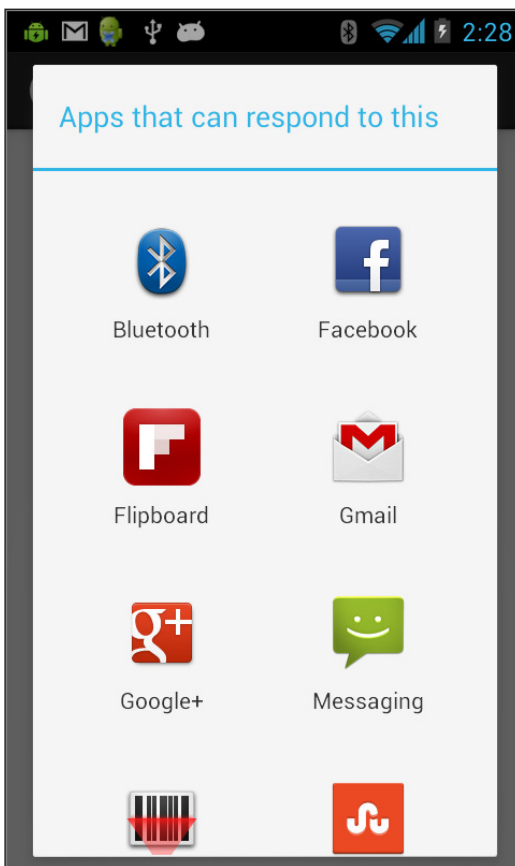 2:28
Apps that can respond to this
Bluetooth
Facebook
Flipboard
Gmail
Google+
Messaging